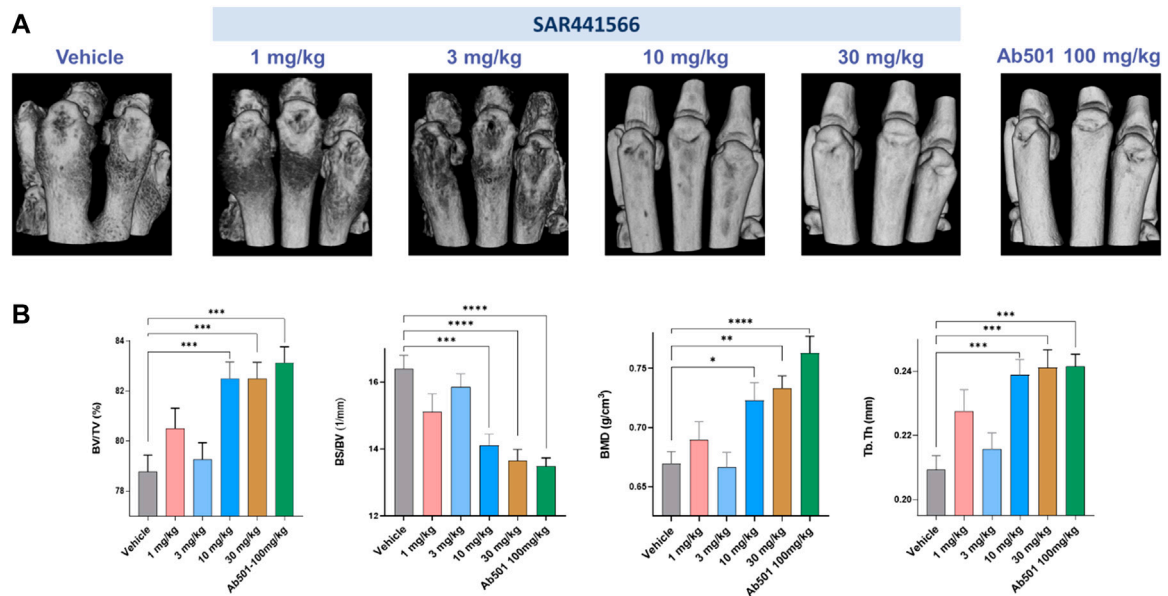 A
SAR441566
Vehicle
1 mg/kg
3 mg/kg
10 mg/kg
30 mg/kg
Ab501 100 mg/kg
B
BV/TV (%)
84
82
80
78
***
***
***
Vehicle
1 mg/kg
3 mg/kg
10 mg/kg
30 mg/kg
Ab501-100mg/kg
BS/BV (1/mm)
16
14
12
****
****
***
Vehicle
1 mg/kg
3 mg/kg
10 mg/kg
30 mg/kg
Ab501 100mg/kg
BMD (g/cm³)
0.75
0.70
0.65
****
**
*
Vehicle
1 mg/kg
3 mg/kg
10 mg/kg
30 mg/kg
Ab501 100mg/kg
Tb.Th (mm)
0.24
0.22
0.20
***
***
***
Vehicle
1 mg/kg
3 mg/kg
10 mg/kg
30 mg/kg
Ab501 100mg/kg